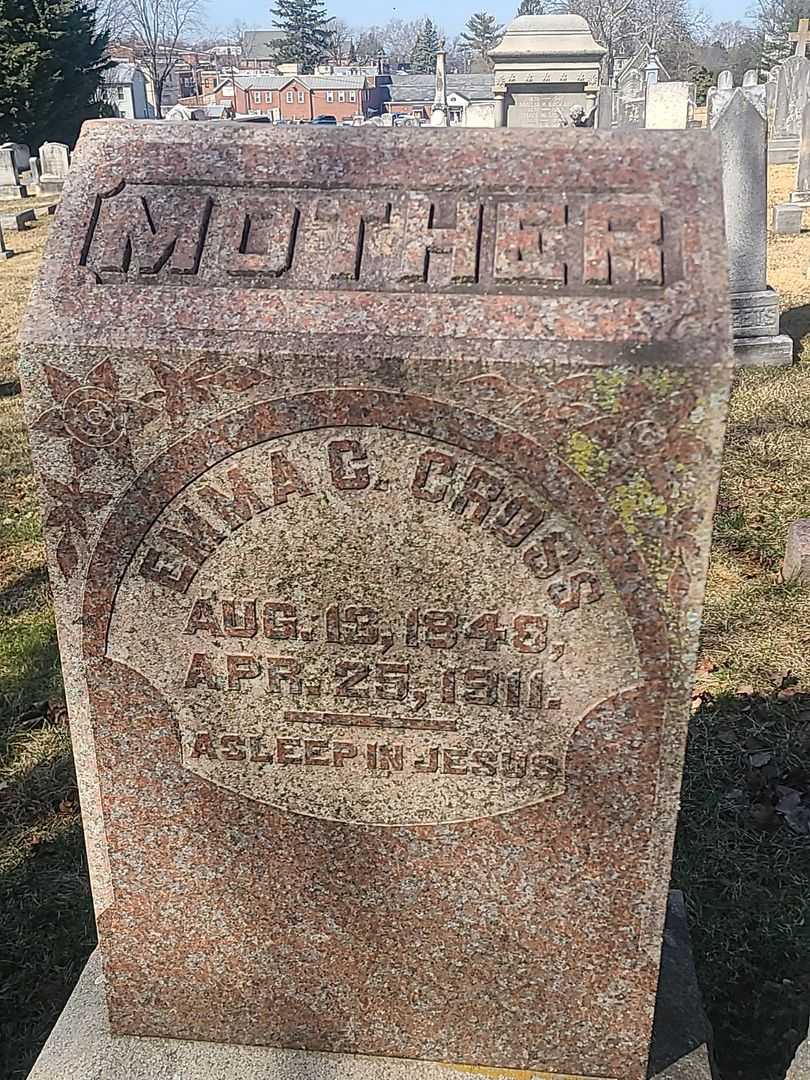 MOTHER
EMMA C. CROSS
AUG. 13, 1848,
APR. 25, 1911.
ASLEEP IN JESUS